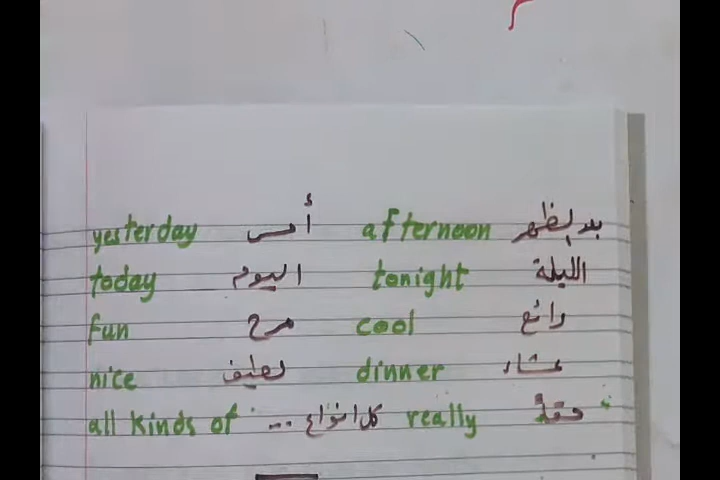 yesterday أمس afternoon بعد الظهر
today اليوم tonight الليلة
fun مرح cool رائع
nice لطيف dinner عشاء
all kinds of ... كل انواع really حقاً